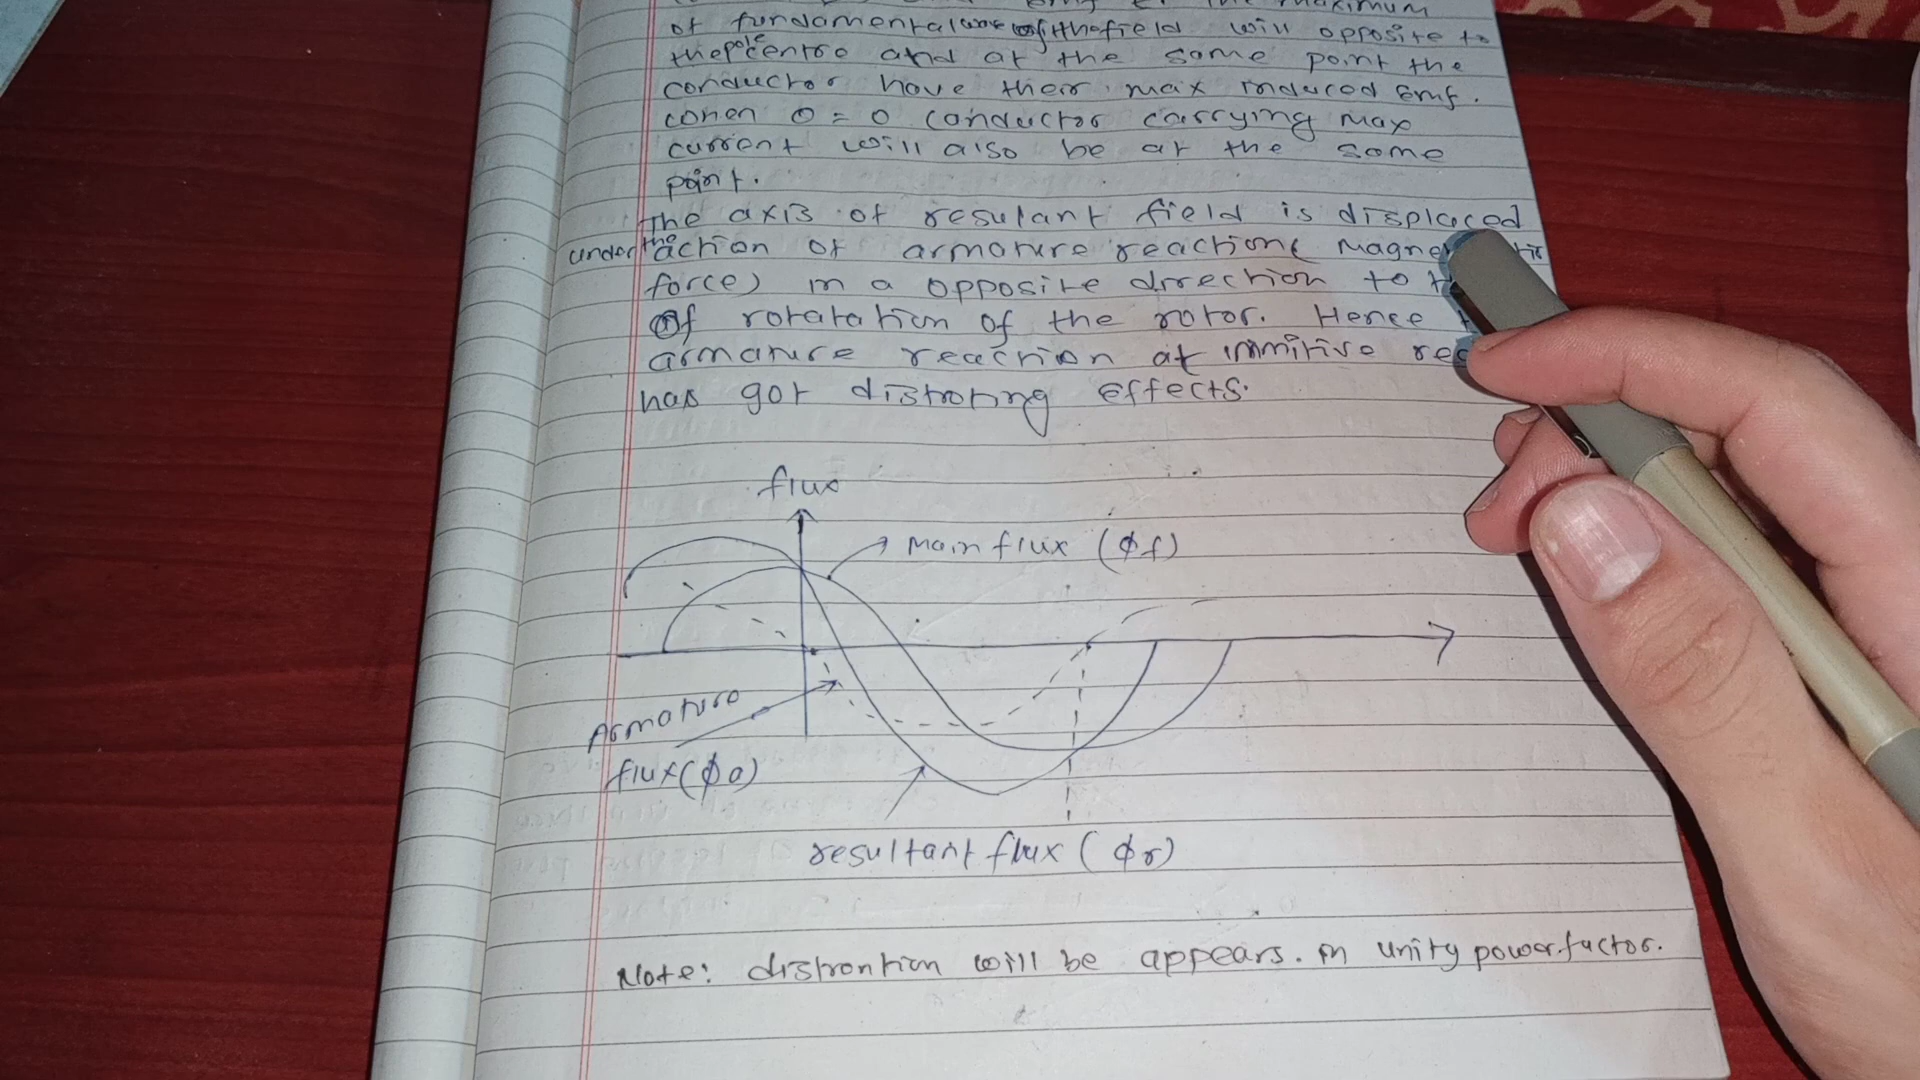 maximum
of fundamental wave of the field will opposite to
the pole centre and at the same point the
conductor have their max induced Emf.
when θ = 0 conductor carrying max
current will also be at the same
point.
The axis of resulant field is displaced
under the action of armature reaction( Magne
force) in a opposite direction to
of rotatation of the rotor. Hence
armature reaction at
has got distroting effects.
flux
Main flux (ϕf)
Armature
flux(ϕa)
resultant flux (ϕr)
Note: distrontion will be appears. in unity power.factor.